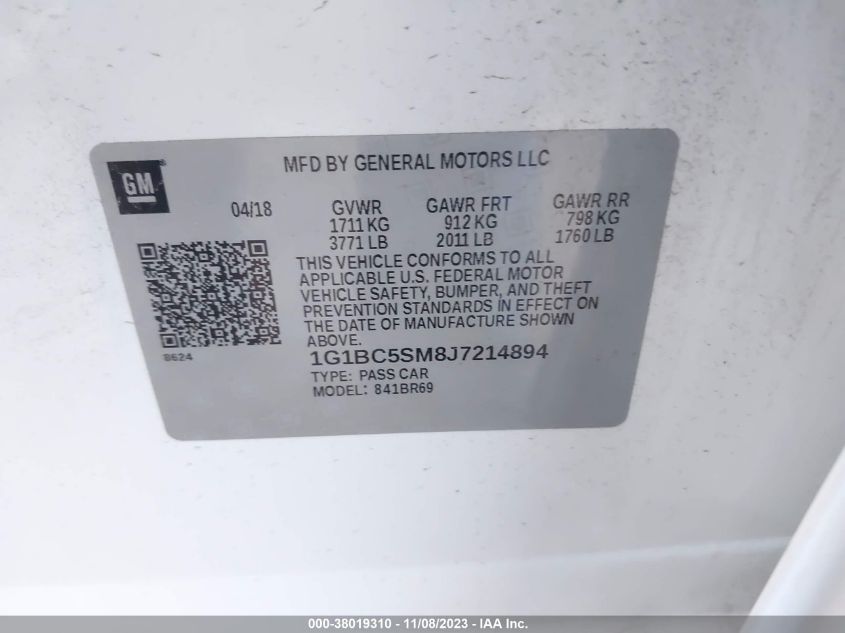 MFD BY GENERAL MOTORS LLC
GM®
04/18 GVWR GAWR FRT GAWR RR
1711 KG 912 KG 798 KG
3771 LB 2011 LB 1760 LB
THIS VEHICLE CONFORMS TO ALL
APPLICABLE U.S. FEDERAL MOTOR
VEHICLE SAFETY, BUMPER, AND THEFT
PREVENTION STANDARDS IN EFFECT ON
THE DATE OF MANUFACTURE SHOWN
ABOVE.
8624
1G1BC5SM8J7214894
TYPE: PASS CAR
MODEL: 841BR69
000-38019310 - 11/08/2023 - IAA Inc.